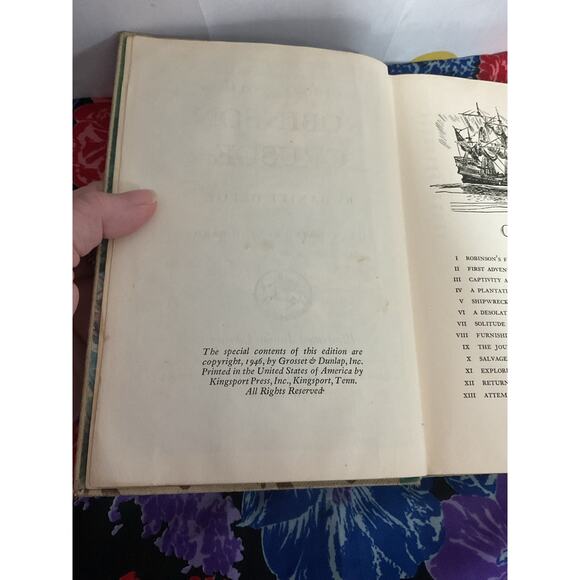 The special contents of this edition are
copyright, 1946, by Grosset & Dunlap, Inc.
Printed in the United States of America by
Kingsport Press, Inc., Kingsport, Tenn.
All Rights Reserved
C
I ROBINSON'S F
II FIRST ADVEN
III CAPTIVITY A
IV A PLANTATI
V SHIPWRECK
VI A DESOLAT
VII SOLITUDE
VIII FURNISHI
IX THE JOU
X SALVAGE
XI EXPLOR
XII RETURN
XIII ATTEM